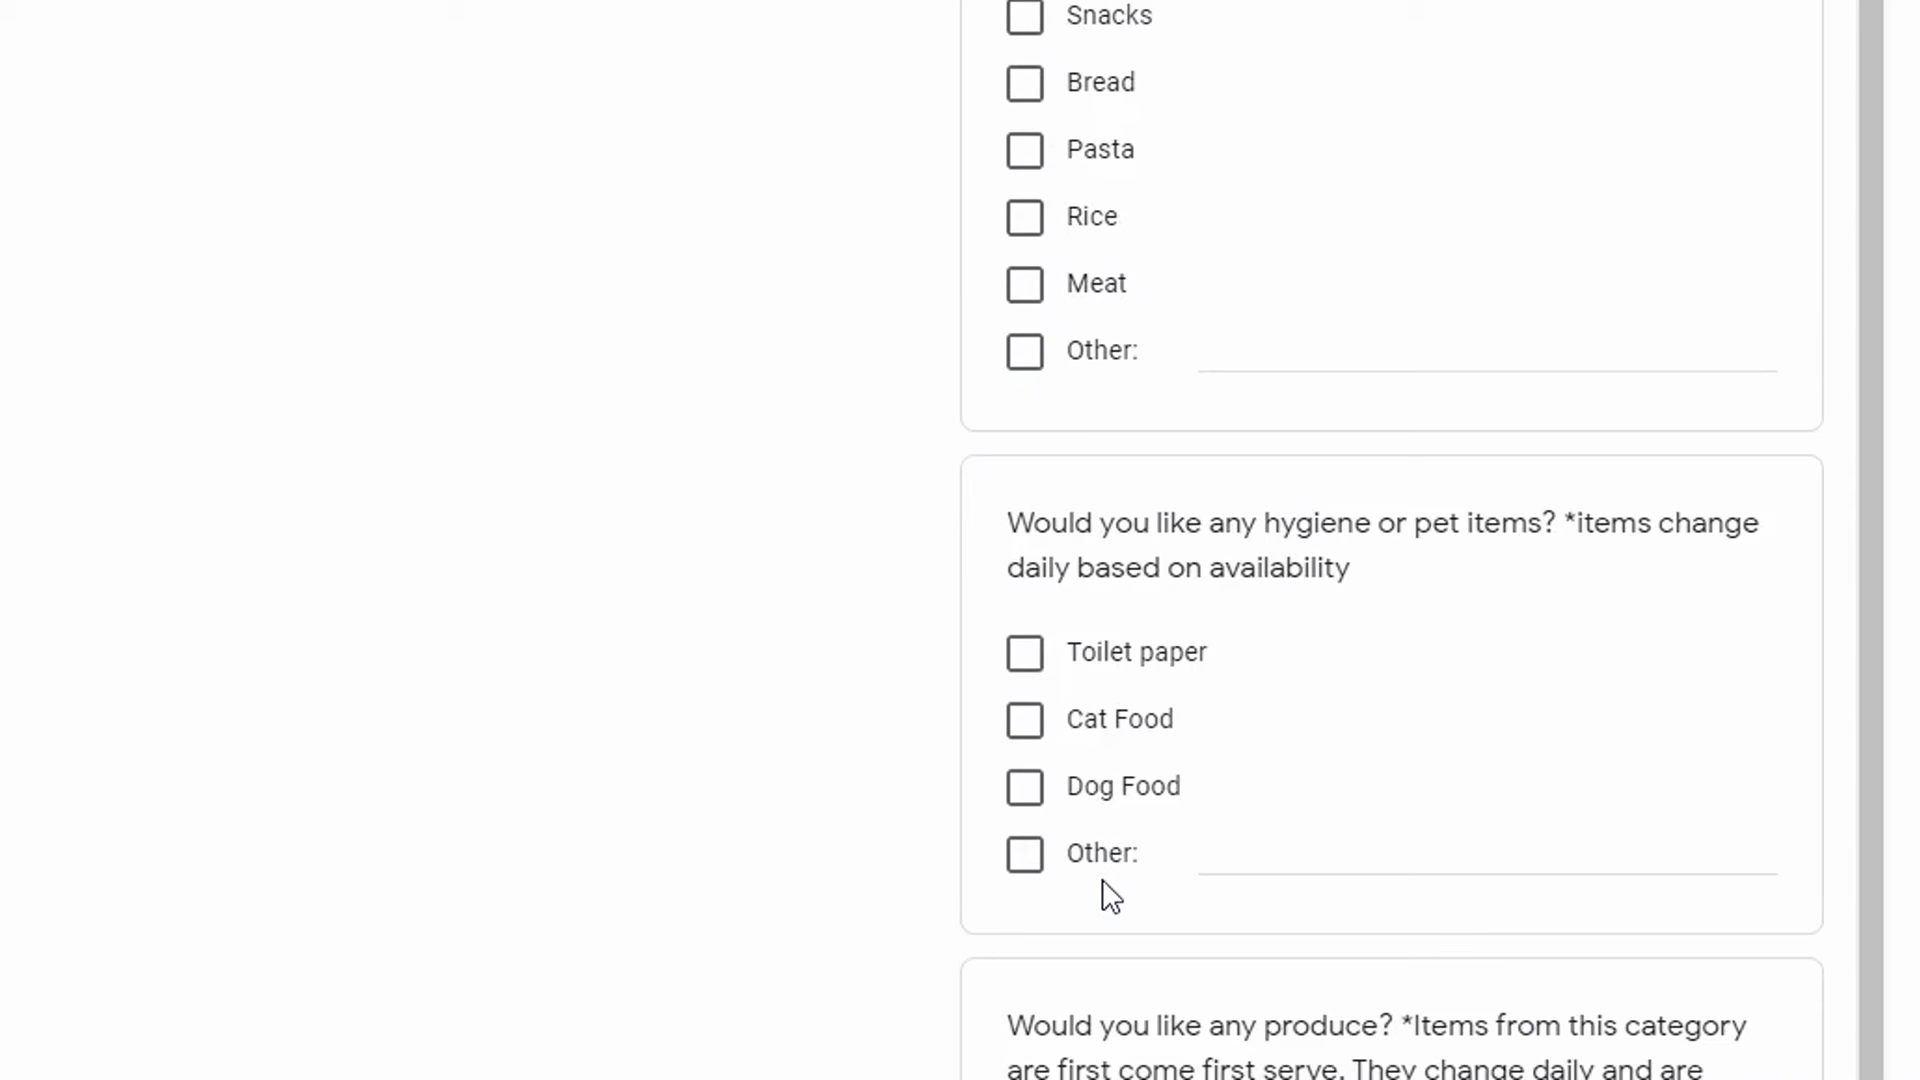 Snacks
Bread
Pasta
Rice
Meat
Other:
Would you like any hygiene or pet items? *items change
daily based on availability
Toilet paper
Cat Food
Dog Food
Other:
Would you like any produce? *Items from this category
are first come first serve. They change daily and are